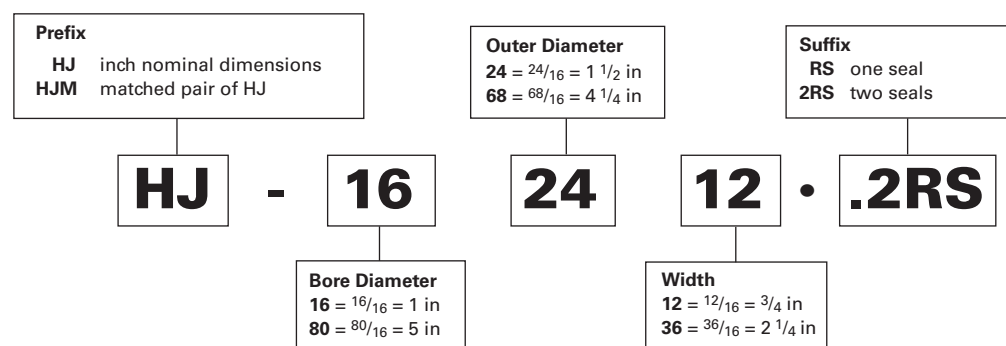 Prefix
HJ inch nominal dimensions
HJM matched pair of HJ
Outer Diameter
24 = 24/16 = 1 1/2 in
68 = 68/16 = 4 1/4 in
Suffix
RS one seal
2RS two seals
HJ - 16 24 12 • .2RS
Bore Diameter
16 = 16/16 = 1 in
80 = 80/16 = 5 in
Width
12 = 12/16 = 3/4 in
36 = 36/16 = 2 1/4 in